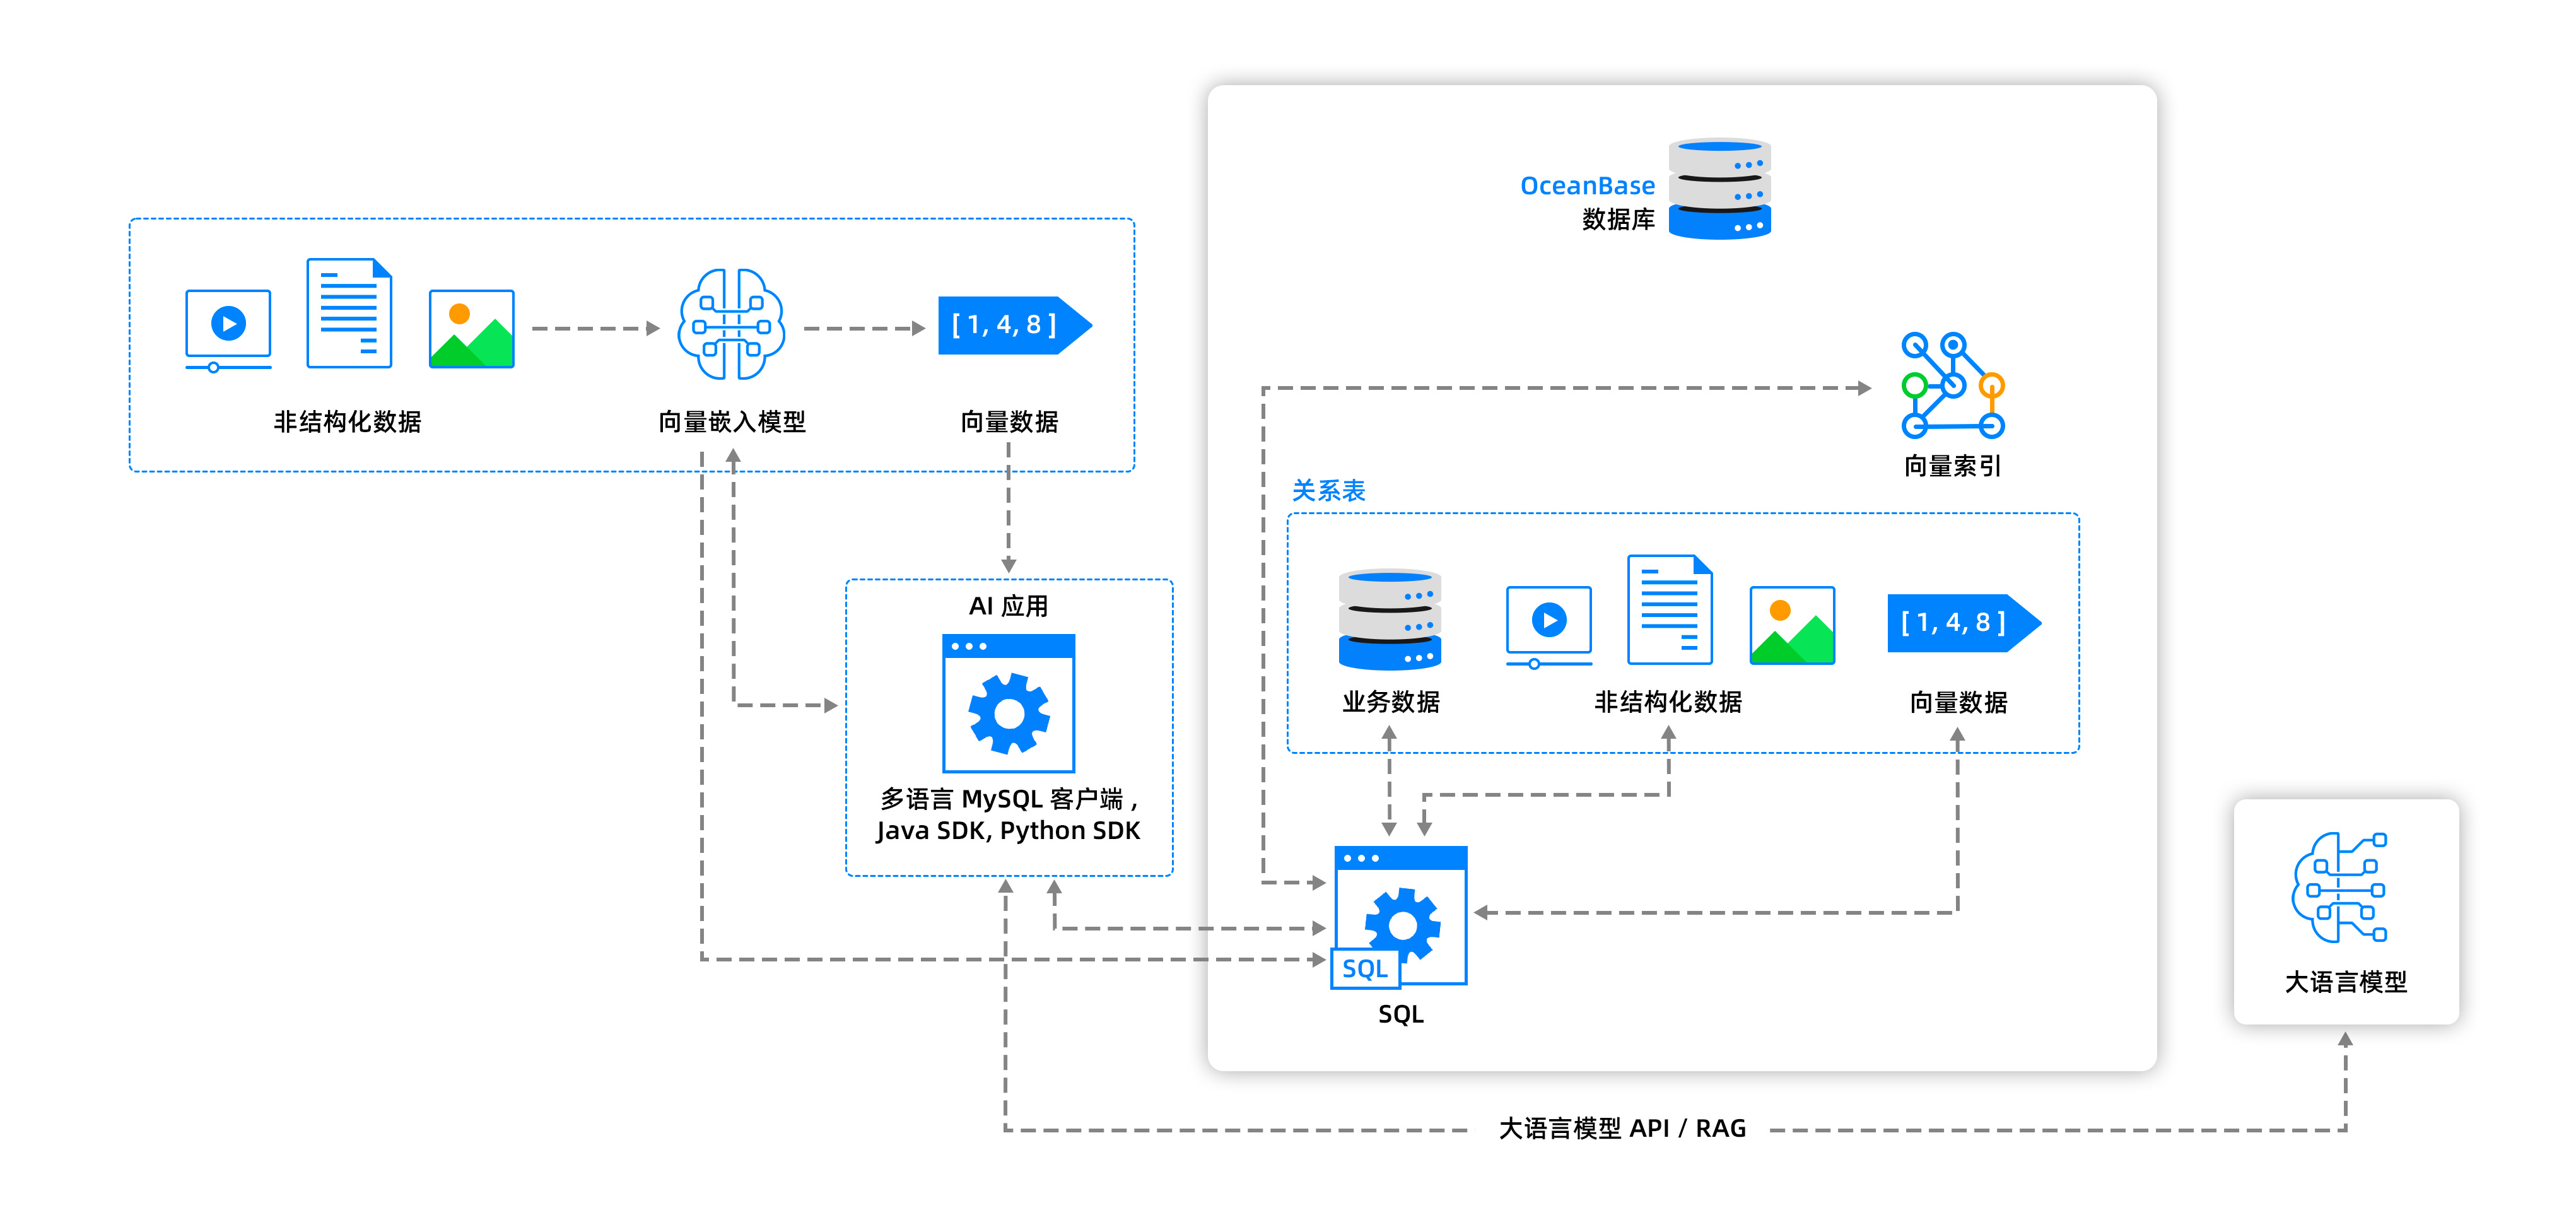 OceanBase
数据库
[ 1, 4, 8 ]
非结构化数据
向量嵌入模型
向量数据
向量索引
关系表
AI 应用
[ 1, 4, 8 ]
业务数据
非结构化数据
向量数据
多语言 MySQL 客户端 ,
Java SDK, Python SDK
SQL
SQL
大语言模型
大语言模型 API / RAG